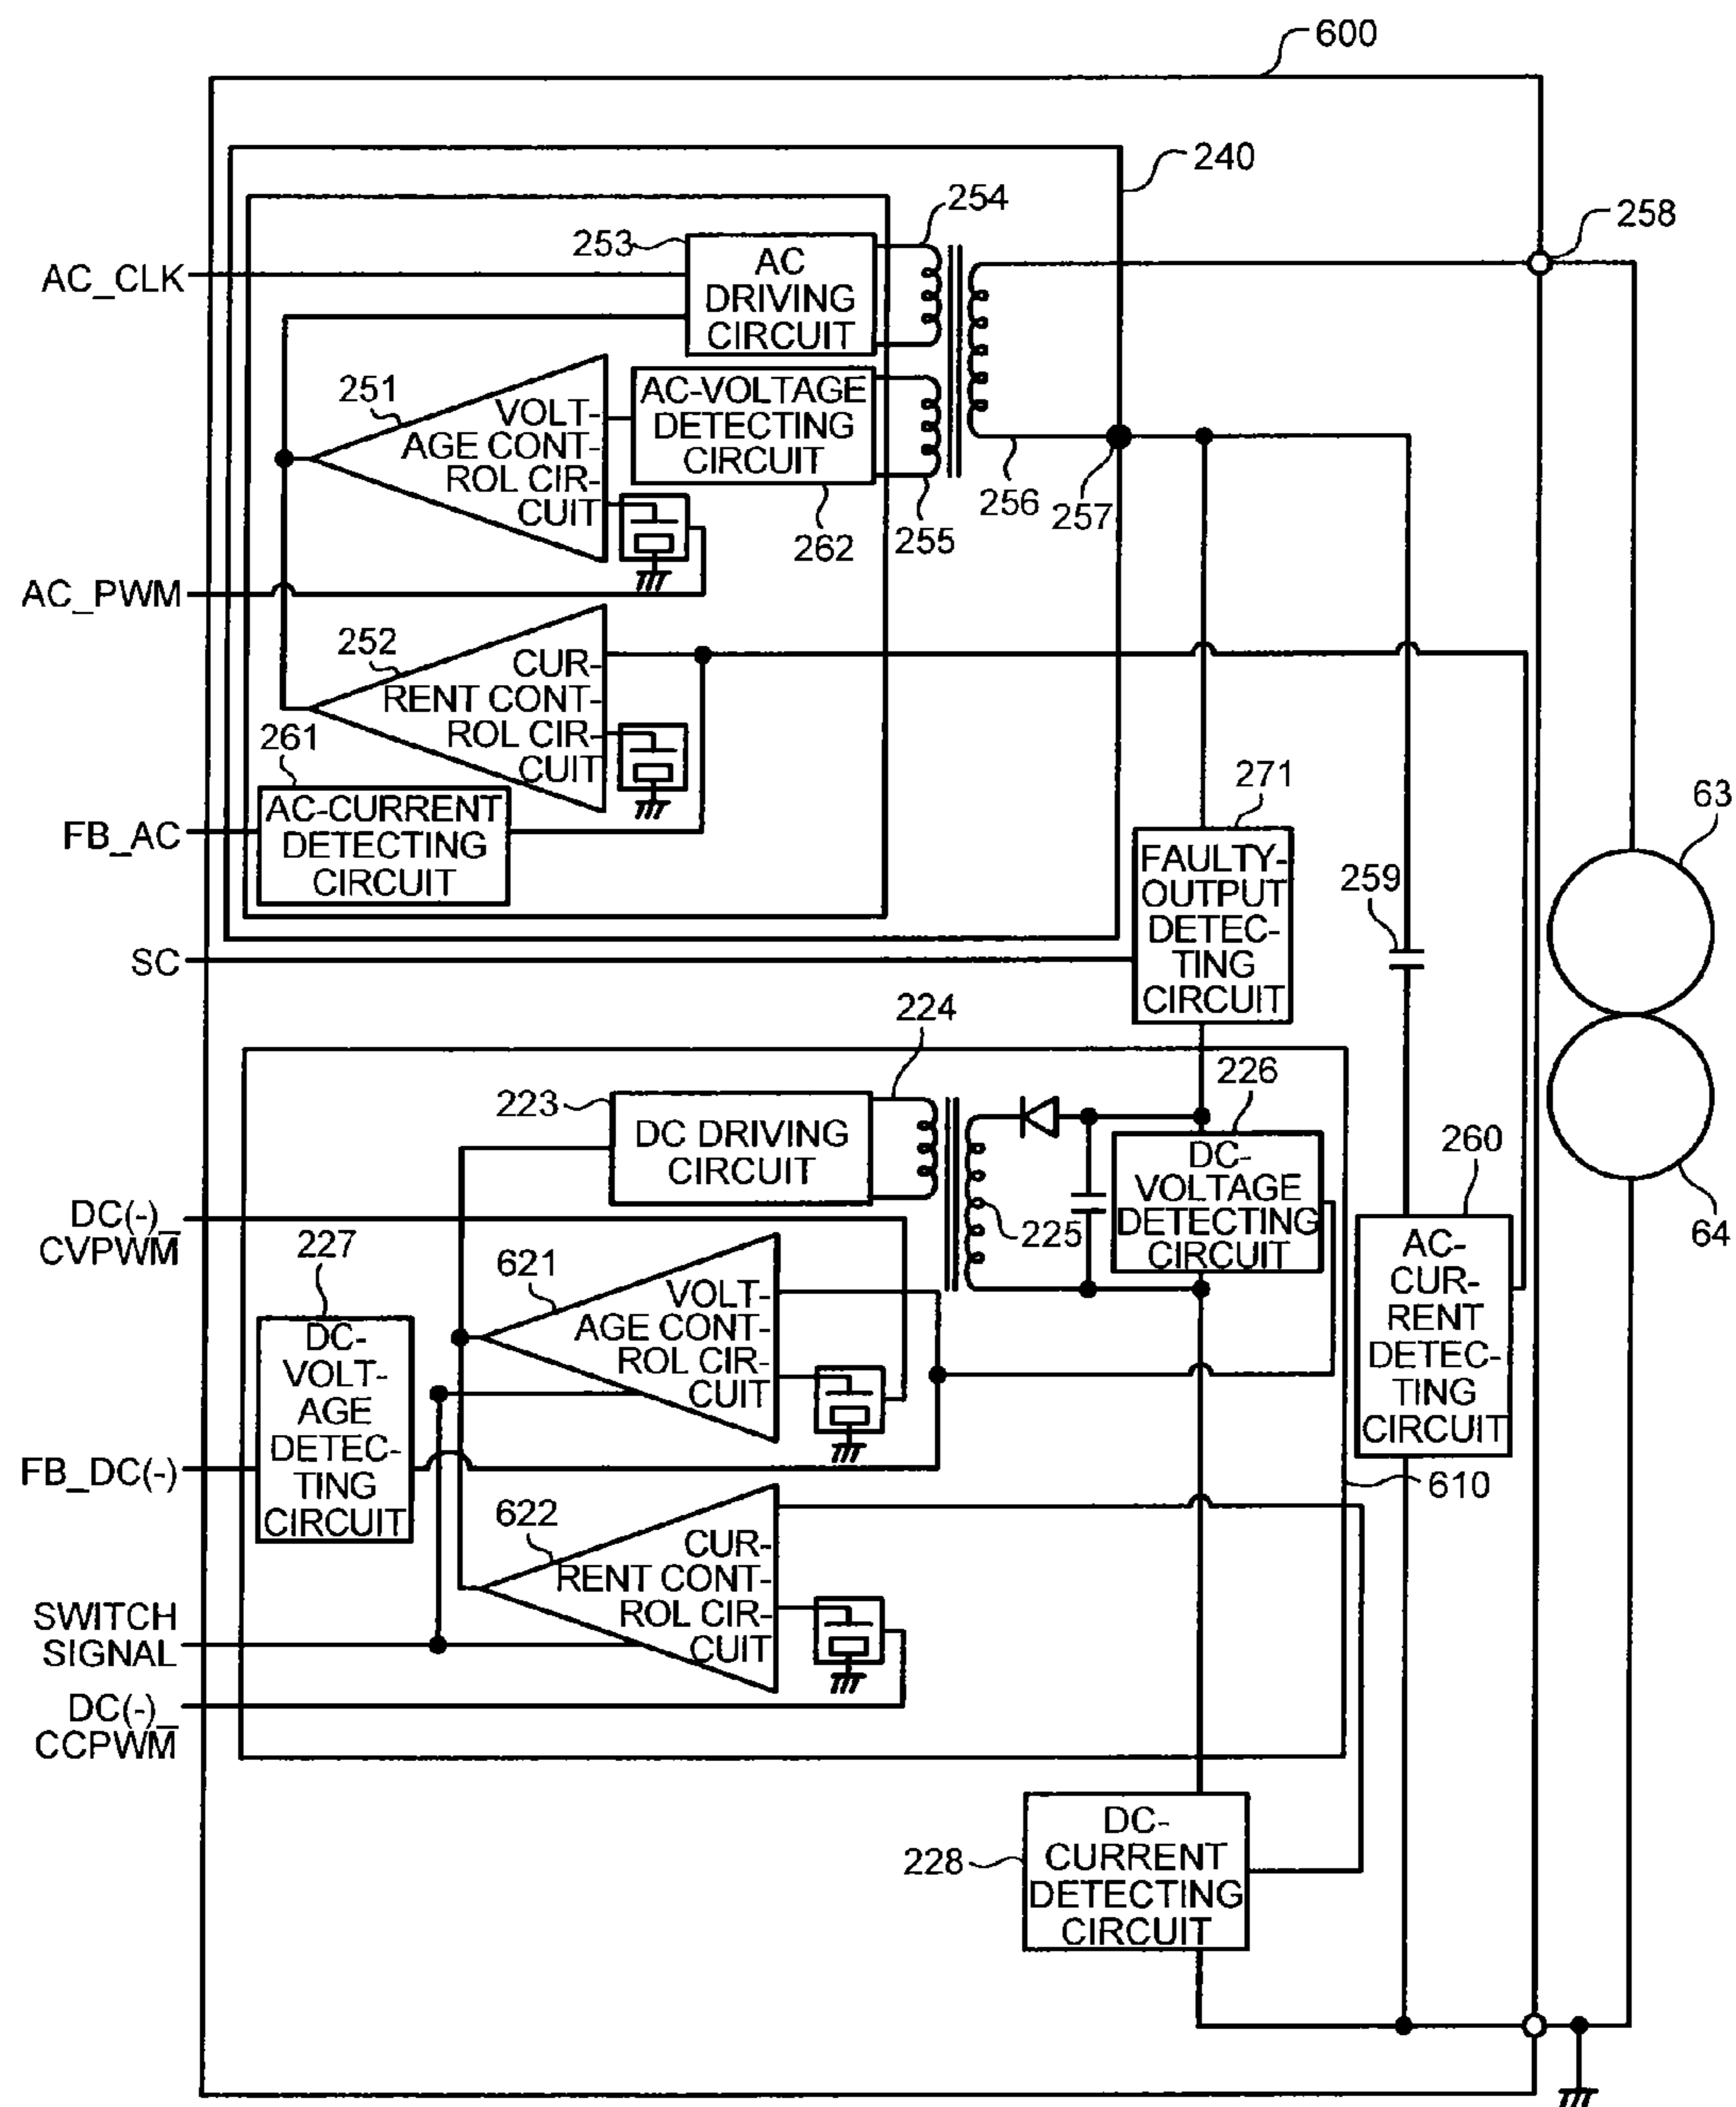 600
240
254
258
253
AC_CLK
AC
DRIVING
CIRCUIT
251
VOLT-
AGE CONT-
ROL CIR-
CUIT
AC-VOLTAGE
DETECTING
CIRCUIT
262
255
256
257
AC_PWM
252
CUR-
RENT CONT-
ROL CIR-
CUIT
261
AC-CURRENT
DETECTING
CIRCUIT
FB_AC
271
FAULTY-
OUTPUT
DETEC-
TING
CIRCUIT
259
63
SC
224
223
DC DRIVING
CIRCUIT
226
DC-
VOLTAGE
DETECTING
CIRCUIT
225
260
AC-
CUR-
RENT
DETEC-
TING
CIRCUIT
64
DC(-)_
CVPWM
227
DC-
VOLT-
AGE
DETEC-
TING
CIRCUIT
621
VOLT-
AGE CONT-
ROL CIR-
CUIT
FB_DC(-)
610
622
CUR-
RENT CONT-
ROL CIR-
CUIT
SWITCH
SIGNAL
DC(-)_
CCPWM
228
DC-
CURRENT
DETECTING
CIRCUIT